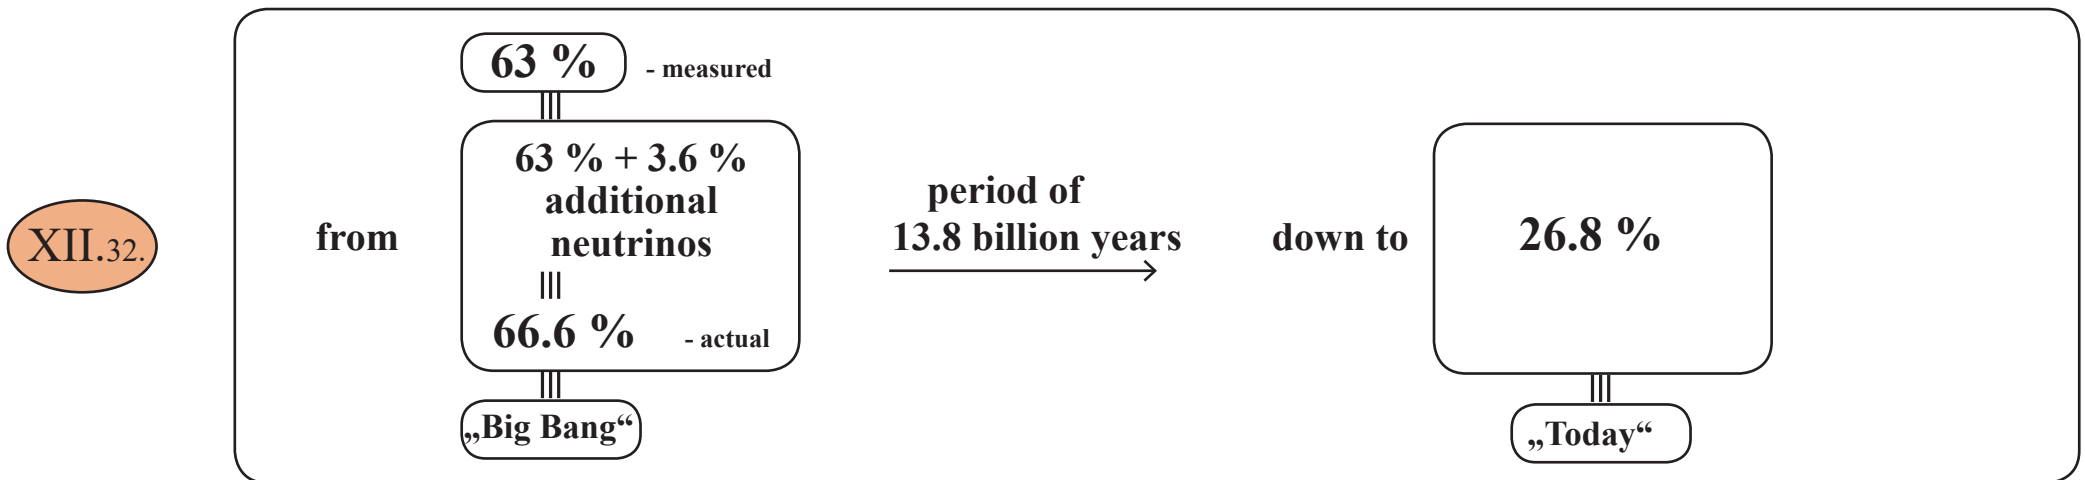 63 % - measured
63 % + 3.6 %
additional
neutrinos
66.6 % - actual
„Big Bang“
XII.32.
from
period of
13.8 billion years
down to
26.8 %
„Today“